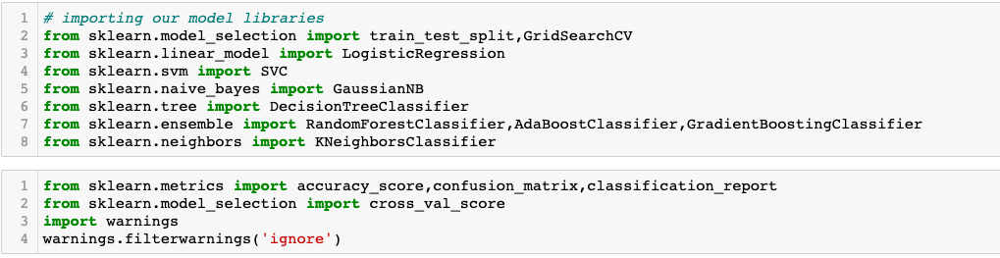 1 # importing our model libraries
2 from sklearn.model_selection import train_test_split,GridSearchCV
3 from sklearn.linear_model import LogisticRegression
4 from sklearn.svm import SVC
5 from sklearn.naive_bayes import GaussianNB
6 from sklearn.tree import DecisionTreeClassifier
7 from sklearn.ensemble import RandomForestClassifier,AdaBoostClassifier,GradientBoostingClassifier
8 from sklearn.neighbors import KNeighborsClassifier
1 from sklearn.metrics import accuracy_score,confusion_matrix,classification_report
2 from sklearn.model_selection import cross_val_score
3 import warnings
4 warnings.filterwarnings('ignore')